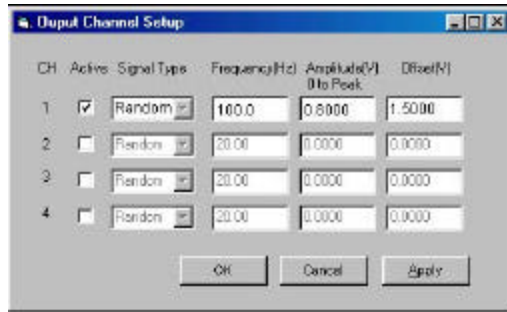 Ouput Channel Setup
CH Active Signal Type Frequency(Hz) Amplitude(V) Offset(V)
0 to Peak
1 Random 100.0 0.8000 1.5000
2 Random 20.00 0.0000 0.0000
3 Random 20.00 0.0000 0.0000
4 Random 20.00 0.0000 0.0000
OK Cancel Apply